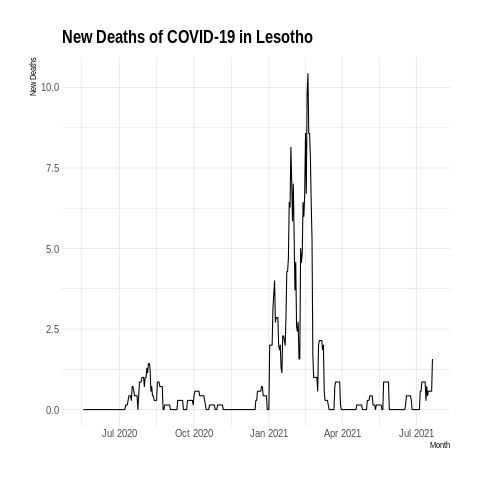 New Deaths of COVID-19 in Lesotho
New Deaths
10.0
7.5
5.0
2.5
0.0
Jul 2020
Oct 2020
Jan 2021
Apr 2021
Jul 2021
Month